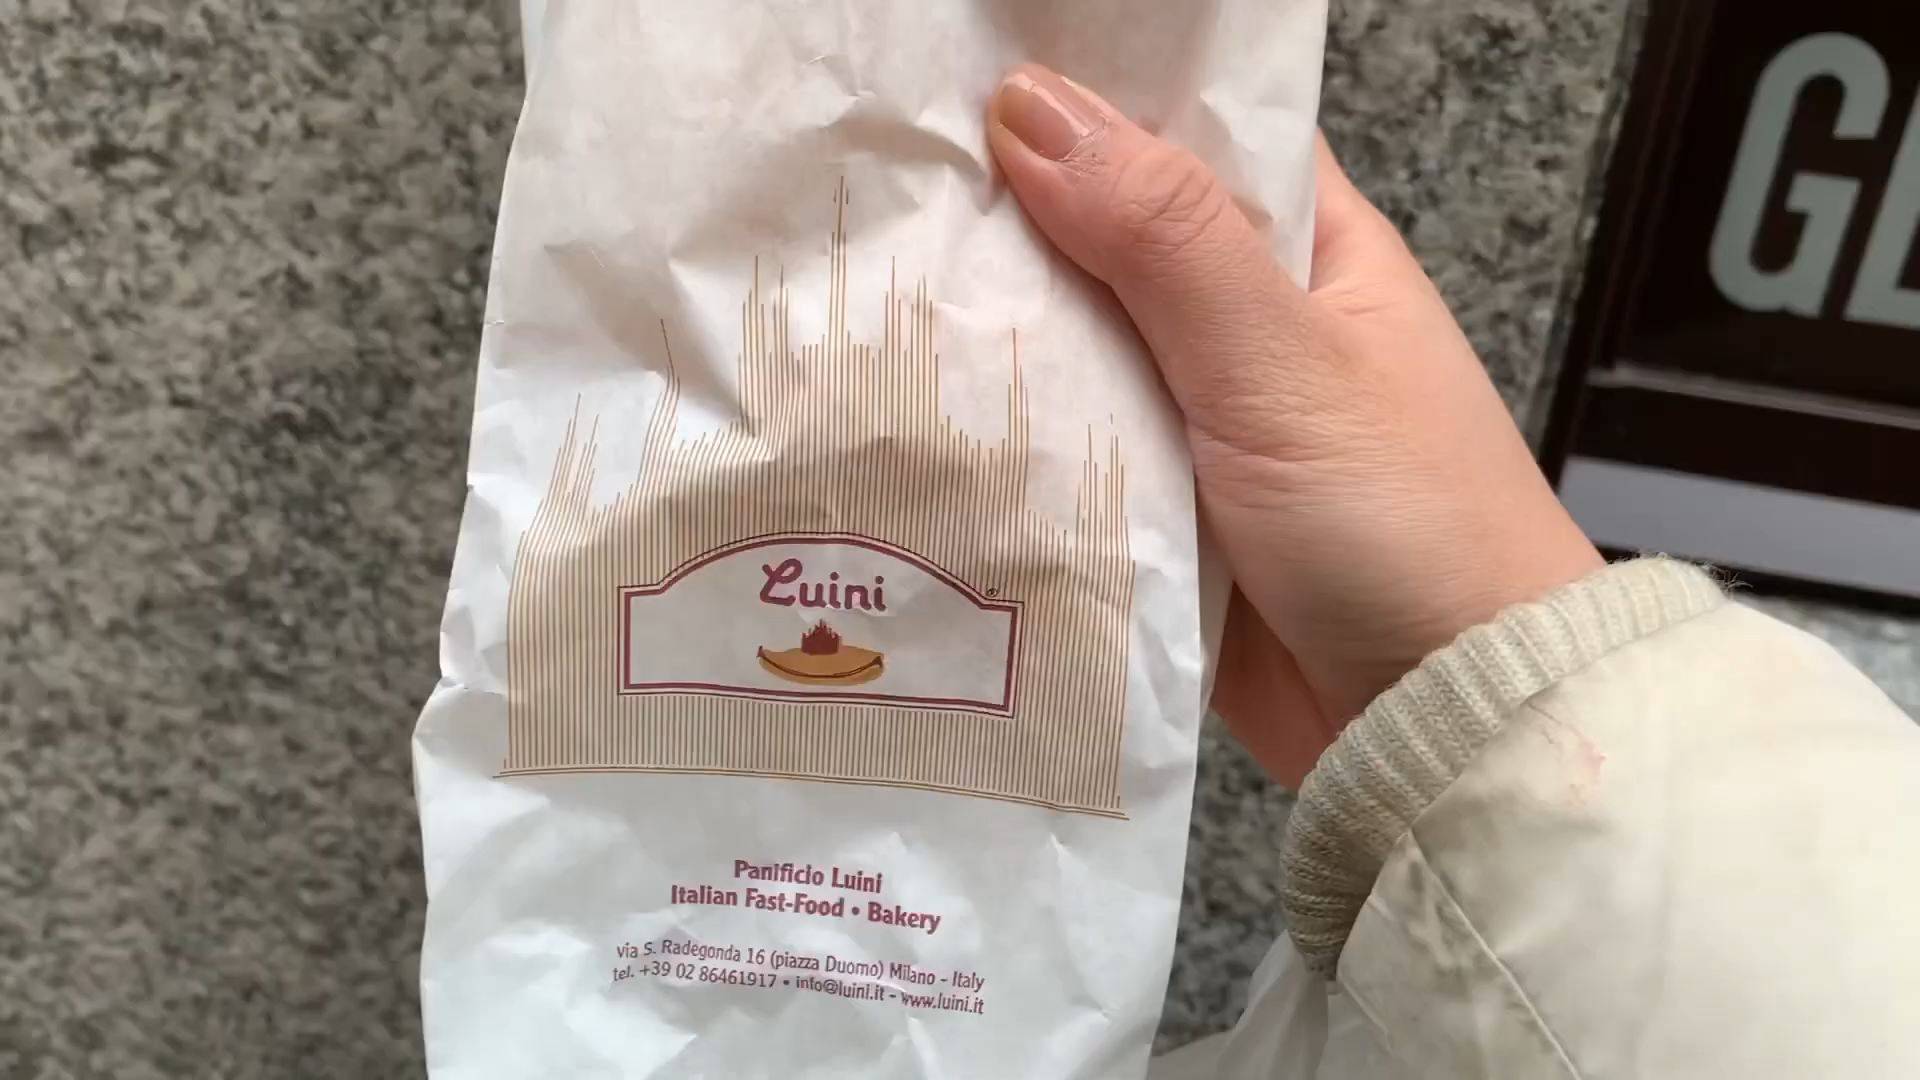 Luini
®
Panificio Luini
Italian Fast-Food • Bakery
via S. Radegonda 16 (piazza Duomo) Milano - Italy
tel. +39 02 86461917 • info@luini.it - www.luini.it